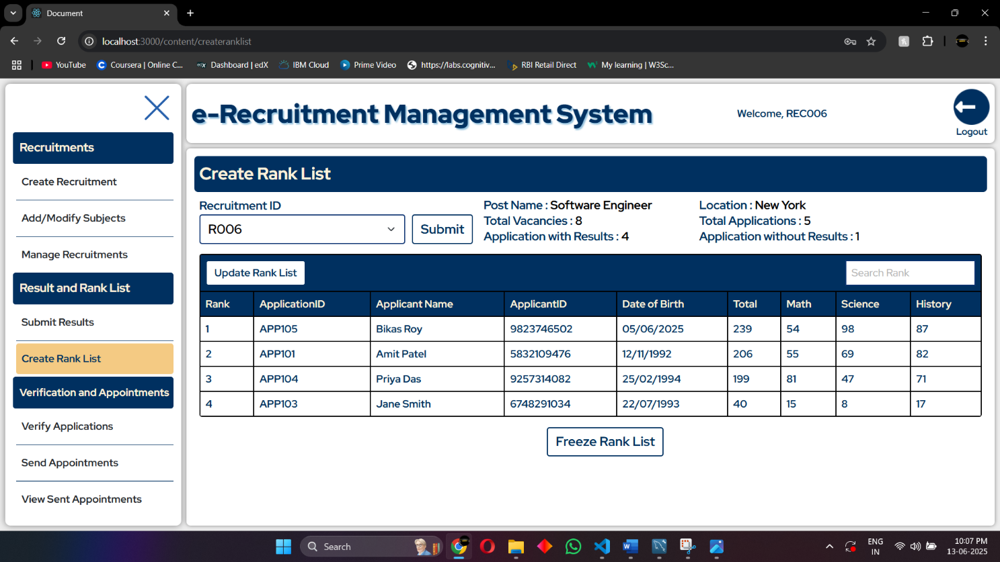 Document
localhost:3000/content/createranklist
YouTube
Coursera | Online C...
Dashboard | edX
IBM Cloud
Prime Video
https://labs.cognitiv...
RBI Retail Direct
My learning | W3Sc...
e-Recruitment Management System
Welcome, REC006
Logout
Recruitments
Create Recruitment
Add/Modify Subjects
Manage Recruitments
Result and Rank List
Submit Results
Create Rank List
Verification and Appointments
Verify Applications
Send Appointments
View Sent Appointments
Create Rank List
Recruitment ID
R006
Submit
Post Name : Software Engineer
Total Vacancies : 8
Application with Results : 4
Location : New York
Total Applications : 5
Application without Results : 1
Update Rank List
Search Rank
Rank ApplicationID Applicant Name ApplicantID Date of Birth Total Math Science History
1 APP105 Bikas Roy 9823746502 05/06/2025 239 54 98 87
2 APP101 Amit Patel 5832109476 12/11/1992 206 55 69 82
3 APP104 Priya Das 9257314082 25/02/1994 199 81 47 71
4 APP103 Jane Smith 6748291034 22/07/1993 40 15 8 17
Freeze Rank List
Search
ENG
IN
10:07 PM
13-06-2025